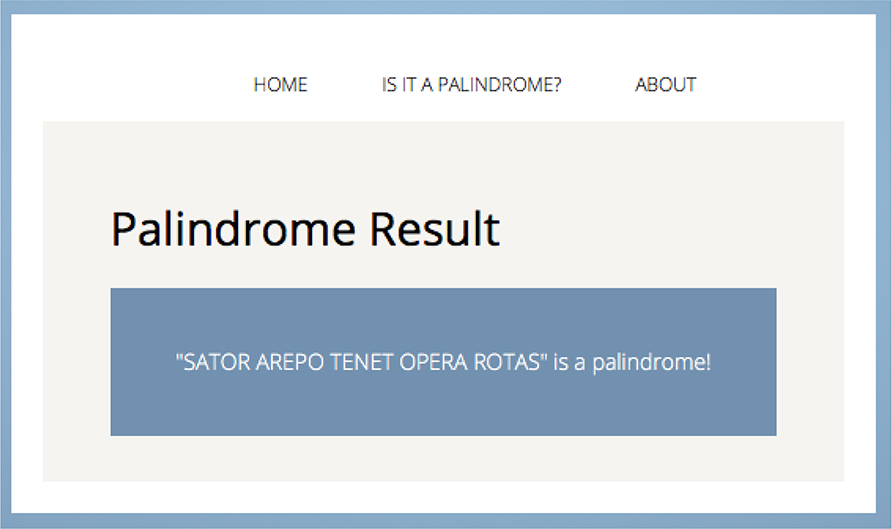 HOME IS IT A PALINDROME? ABOUT
Palindrome Result
"SATOR AREPO TENET OPERA ROTAS" is a palindrome!